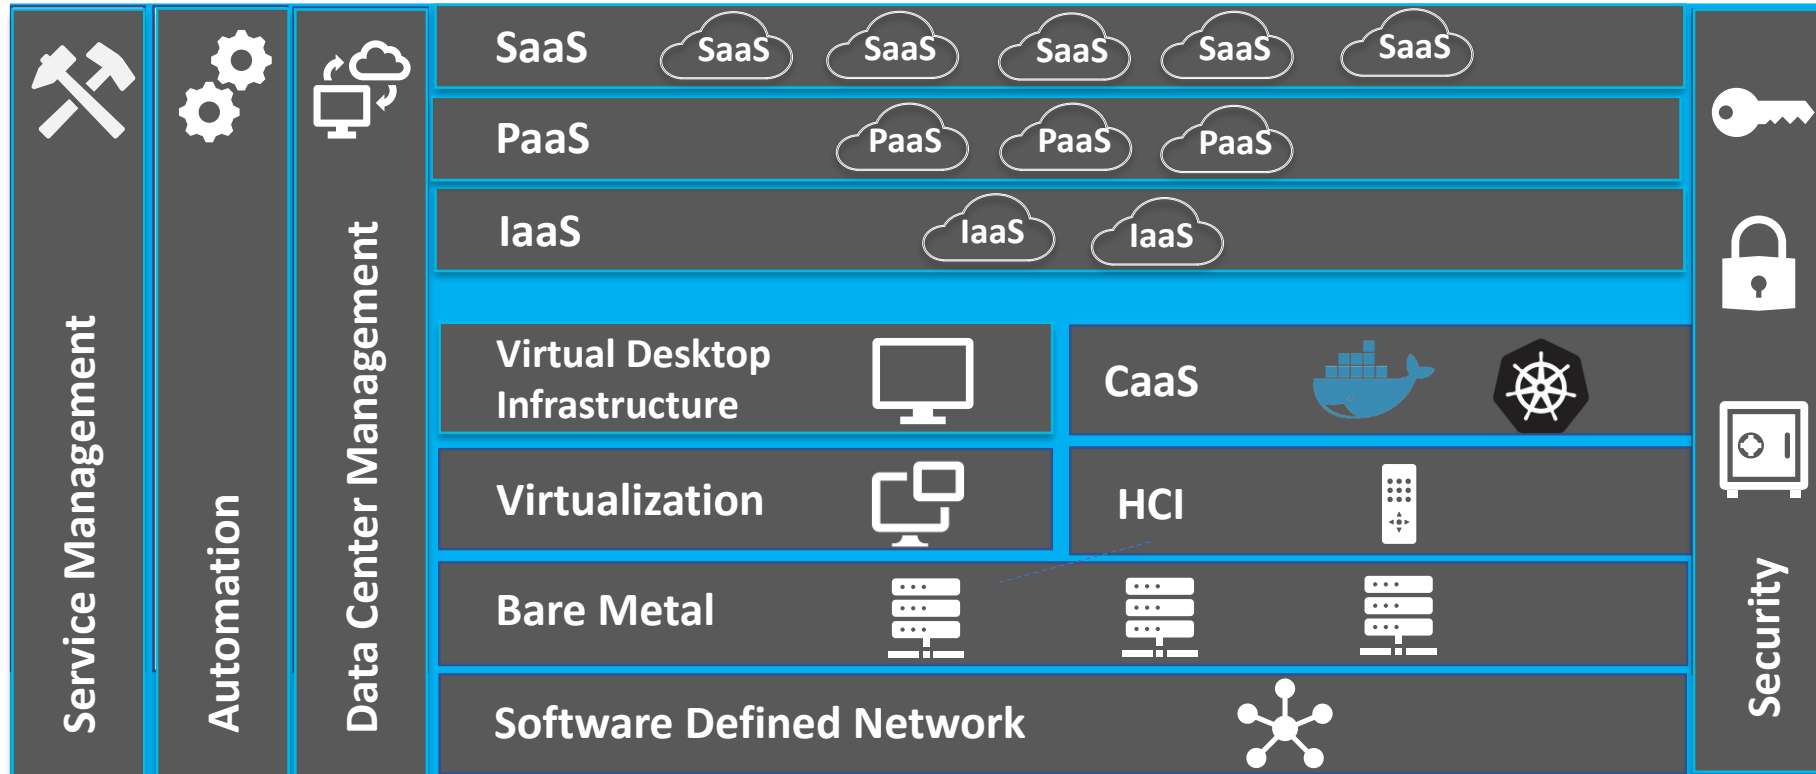 Service Management
Automation
Data Center Management
SaaS SaaS SaaS SaaS SaaS SaaS
PaaS PaaS PaaS PaaS
IaaS IaaS IaaS
Virtual Desktop
Infrastructure
CaaS
Virtualization
HCI
Bare Metal
Software Defined Network
Security